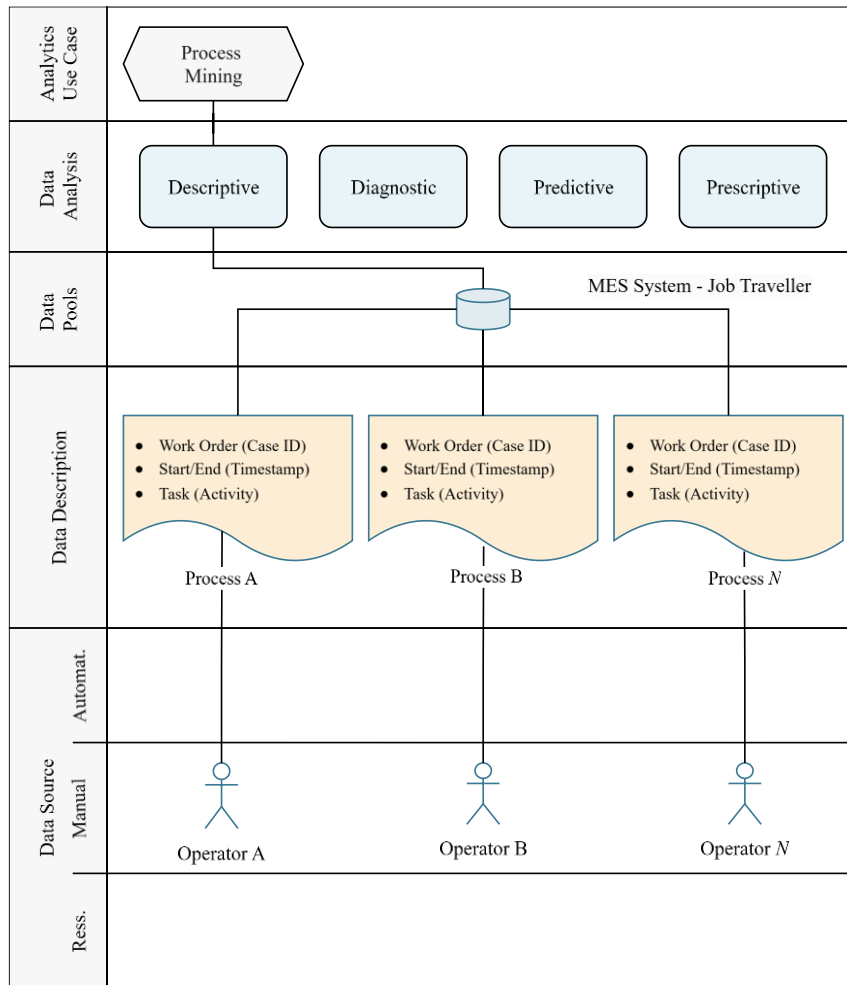 Analytics
Use Case
Process
Mining
Data
Analysis
Descriptive
Diagnostic
Predictive
Prescriptive
Data
Pools
MES System - Job Traveller
Data Description
● Work Order (Case ID)
● Start/End (Timestamp)
● Task (Activity)
Process A
● Work Order (Case ID)
● Start/End (Timestamp)
● Task (Activity)
Process B
● Work Order (Case ID)
● Start/End (Timestamp)
● Task (Activity)
Process N
Data Source
Automat.
Manual
Operator A
Operator B
Operator N
Ress.